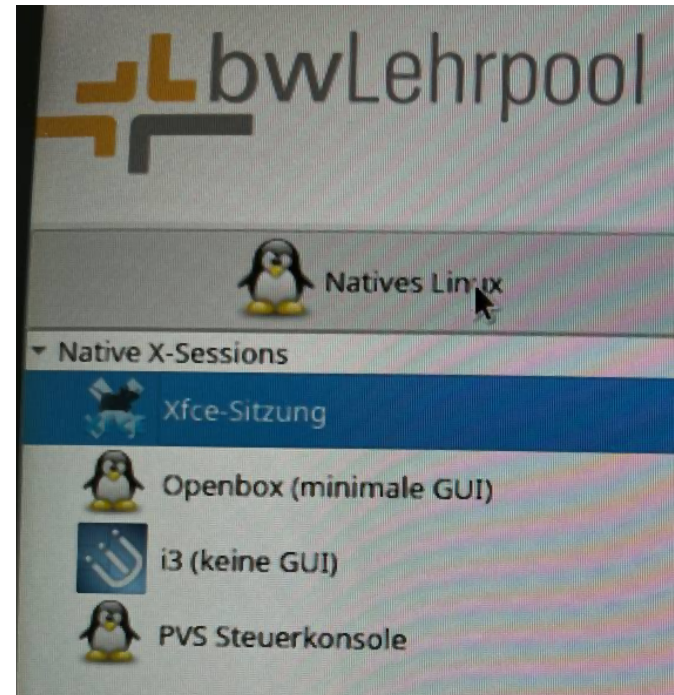 bwLehrpool
Natives Linux
Native X-Sessions
Xfce-Sitzung
Openbox (minimale GUI)
i3 (keine GUI)
PVS Steuerkonsole